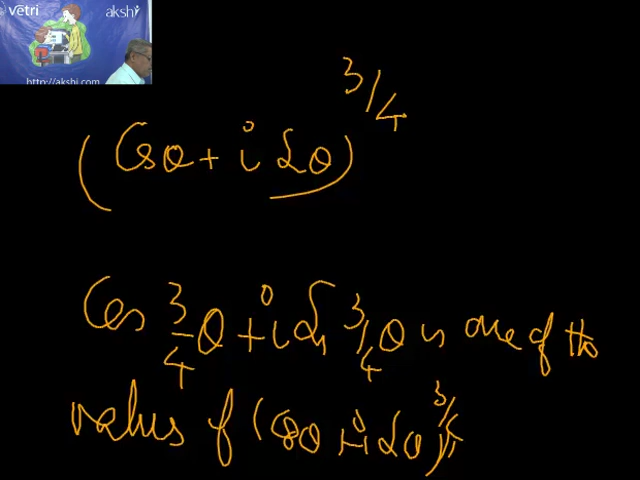 vetri akshi
http://akshi.com
(Cos θ + i Sin θ)^3/4
Cos 3/4 θ + i Sin 3/4 θ is one of the
values of (Cos θ + i Sin θ)^3/4